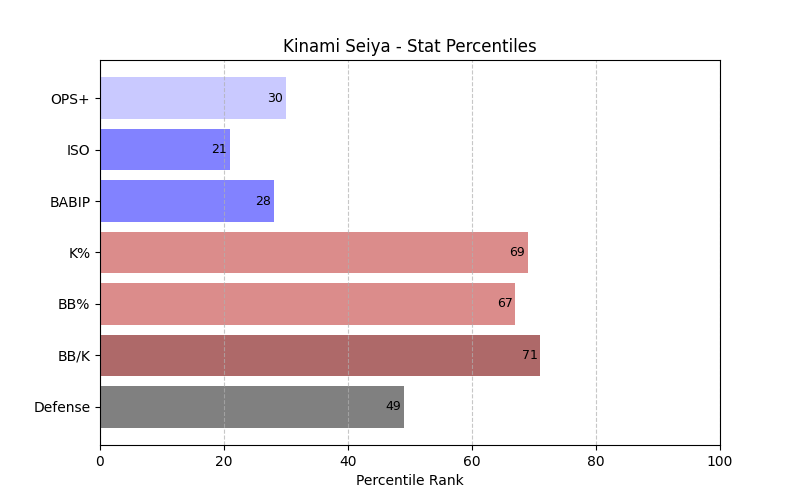 Kinami Seiya - Stat Percentiles
OPS+ 30
ISO 21
BABIP 28
K% 69
BB% 67
BB/K 71
Defense 49
0 20 40 60 80 100
Percentile Rank